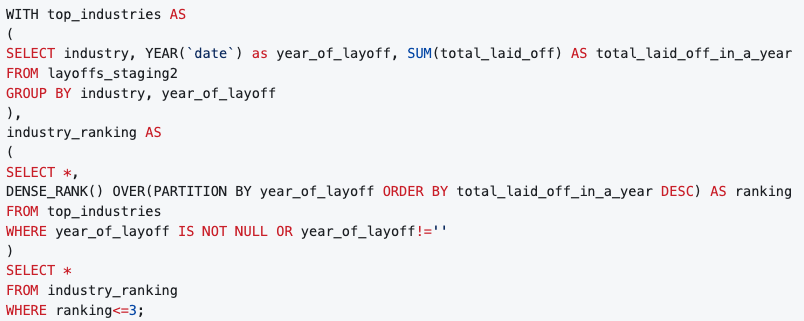 WITH top_industries AS
(
SELECT industry, YEAR(`date`) as year_of_layoff, SUM(total_laid_off) AS total_laid_off_in_a_year
FROM layoffs_staging2
GROUP BY industry, year_of_layoff
),
industry_ranking AS
(
SELECT *,
DENSE_RANK() OVER(PARTITION BY year_of_layoff ORDER BY total_laid_off_in_a_year DESC) AS ranking
FROM top_industries
WHERE year_of_layoff IS NOT NULL OR year_of_layoff!=''
)
SELECT *
FROM industry_ranking
WHERE ranking<=3;